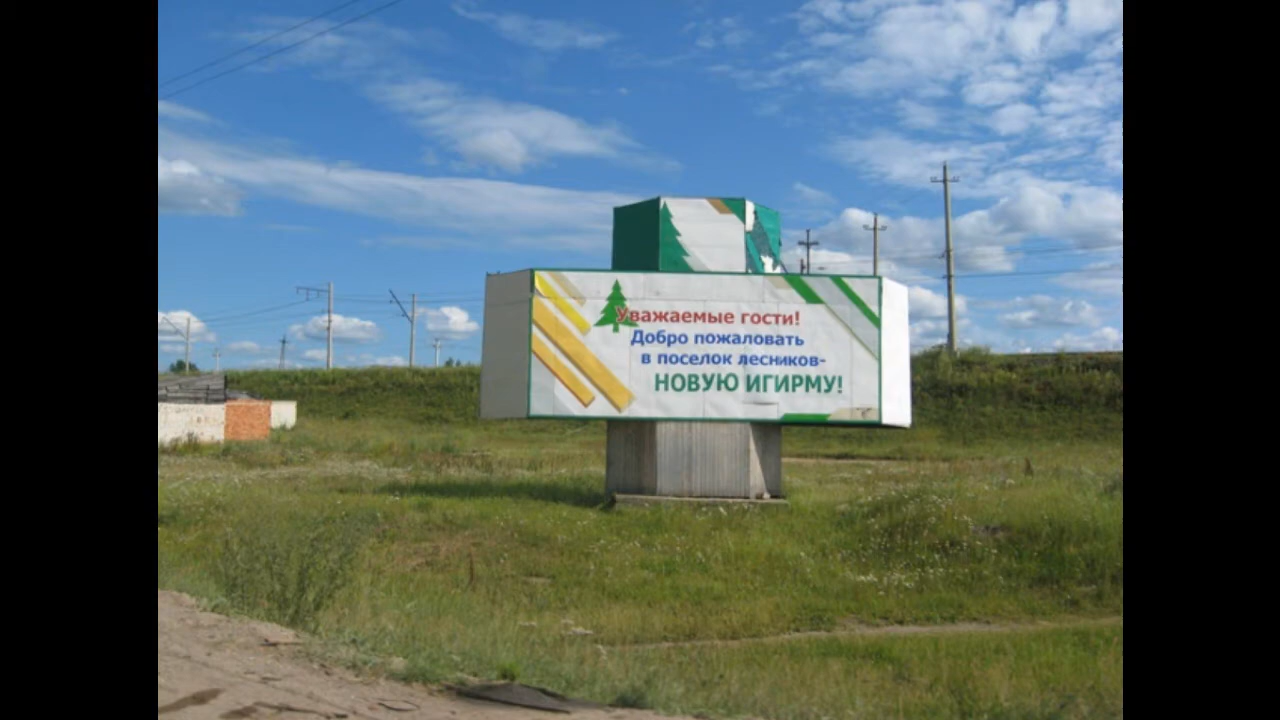 Уважаемые гости!
Добро пожаловать
в поселок лесников-
НОВУЮ ИГИРМУ!